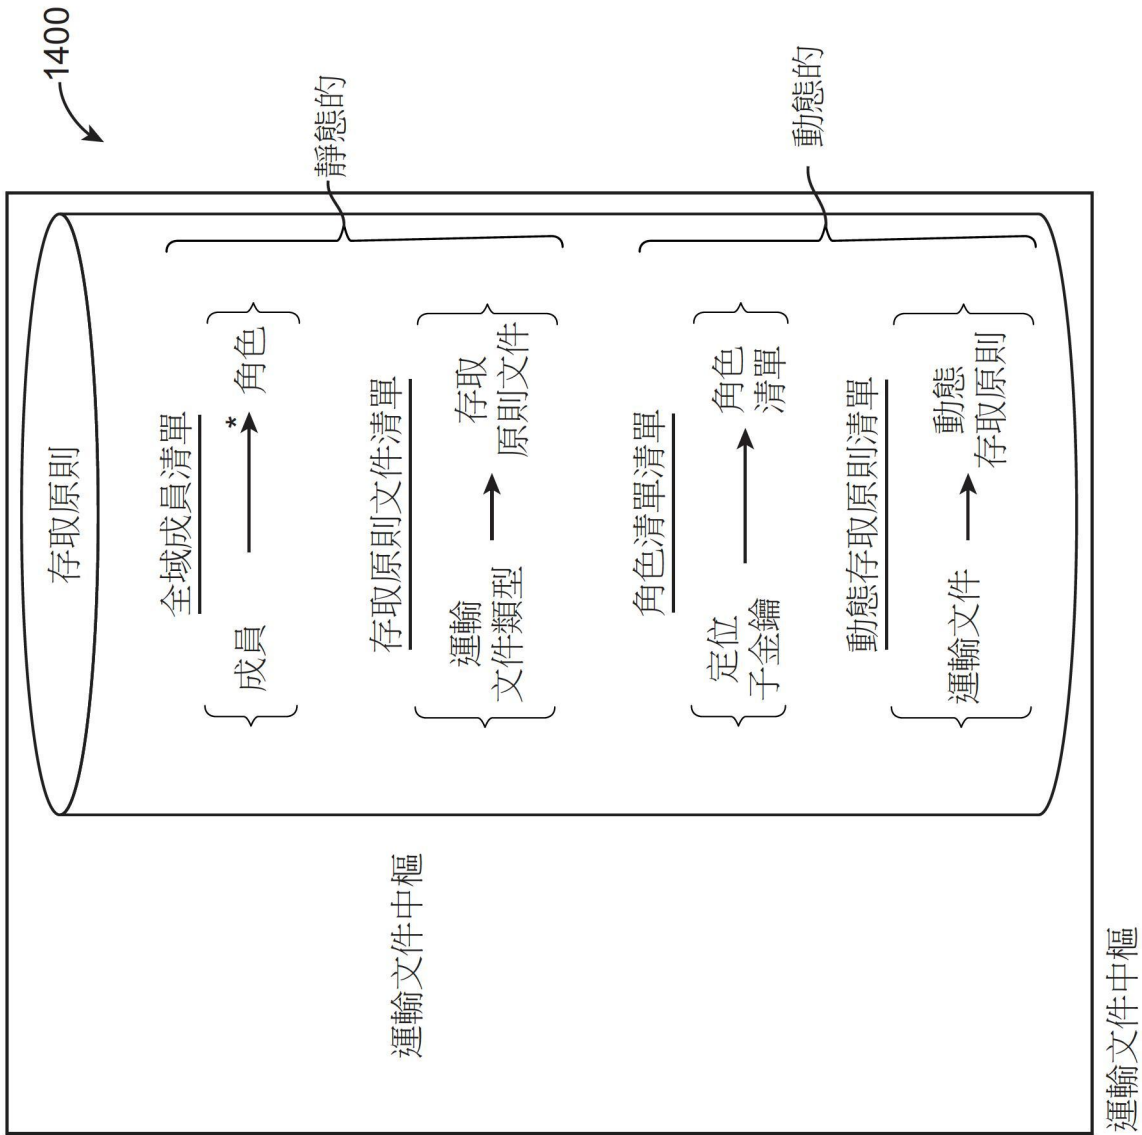 1400
存取原則
全域成員清單
成員
*
角色
靜態的
存取原則文件清單
運輸
文件類型
存取
原則文件
角色清單清單
定位
子金鑰
角色
清單
動態的
動態存取原則清單
運輸文件
動態
存取原則
運輸文件中樞
運輸文件中樞